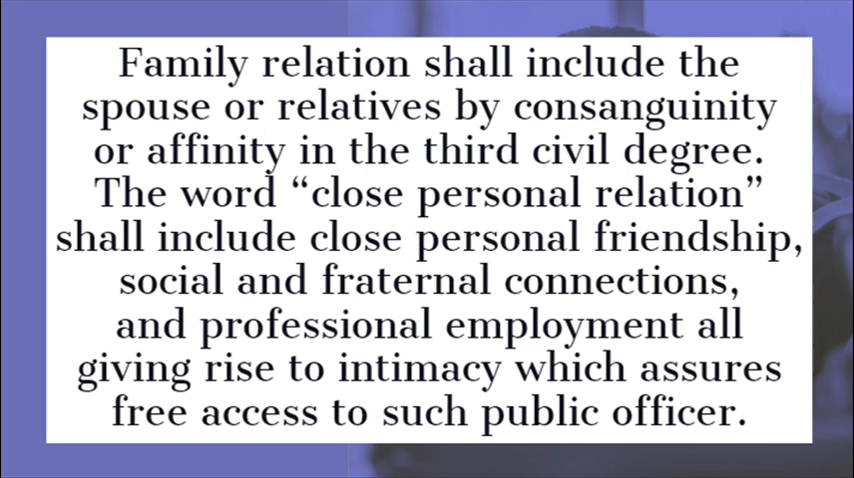 Family relation shall include the
spouse or relatives by consanguinity
or affinity in the third civil degree.
The word “close personal relation”
shall include close personal friendship,
social and fraternal connections,
and professional employment all
giving rise to intimacy which assures
free access to such public officer.